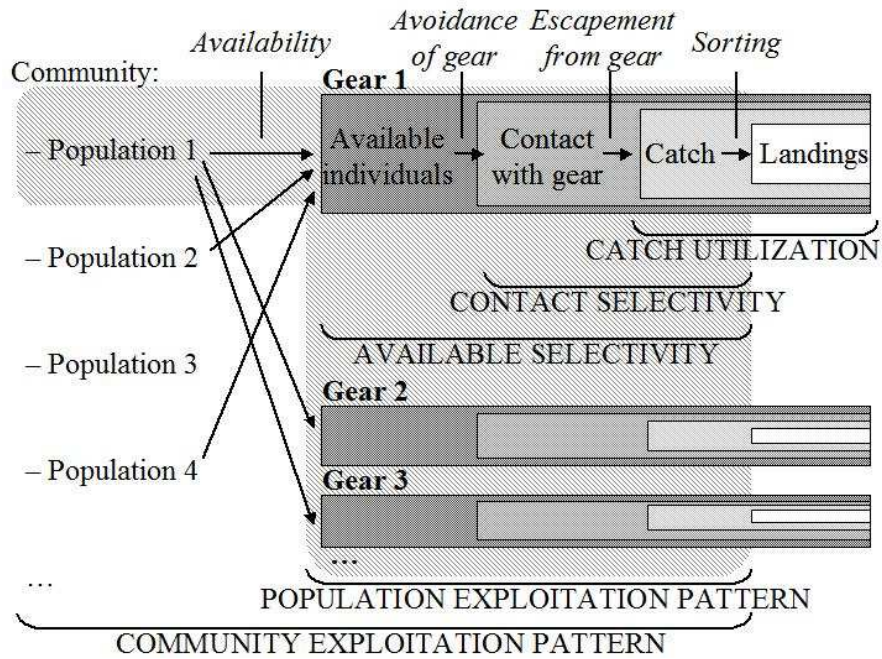 Availability
Avoidance
of gear
Escapement
from gear
Sorting
Community:
Gear 1
– Population 1
Available
individuals
Contact
with gear
Catch
Landings
– Population 2
CATCH UTILIZATION
CONTACT SELECTIVITY
– Population 3
AVAILABLE SELECTIVITY
Gear 2
– Population 4
Gear 3
...
...
POPULATION EXPLOITATION PATTERN
COMMUNITY EXPLOITATION PATTERN